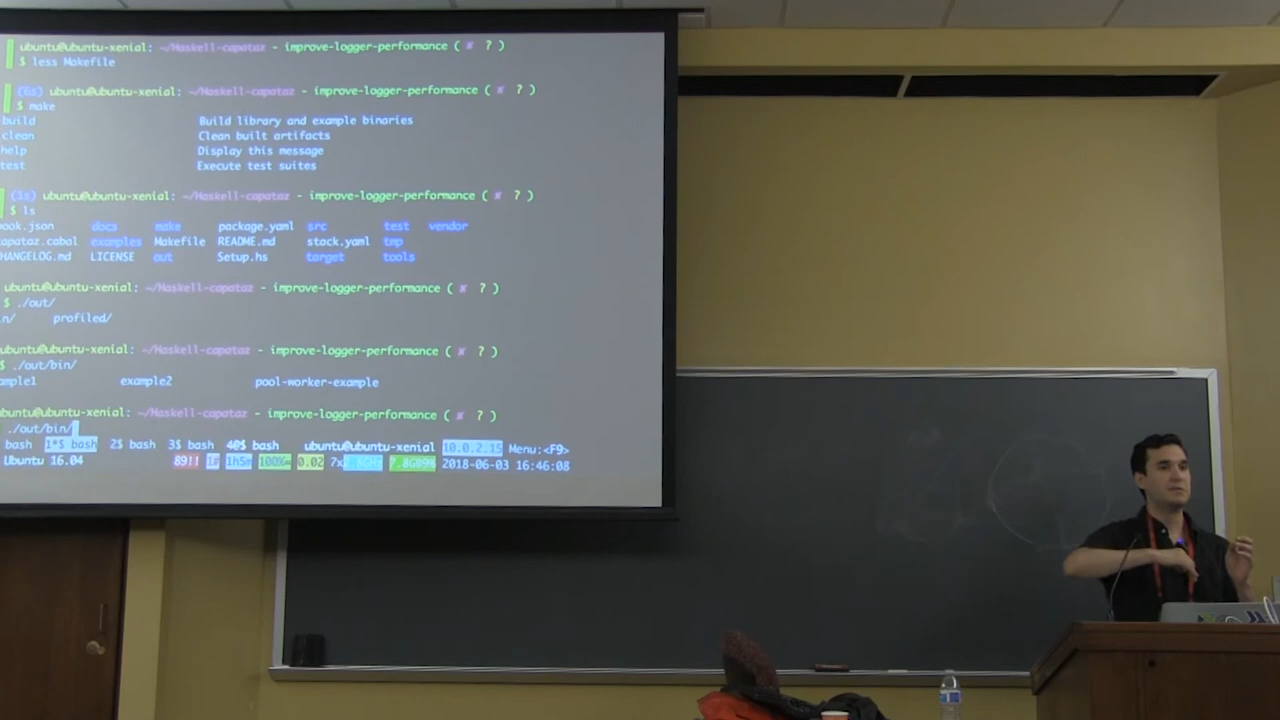 ubuntu@ubuntu-xenial: ~/Haskell-capataz - improve-logger-performance ( ✘ ? )
$ less Makefile
(6s) ubuntu@ubuntu-xenial: ~/Haskell-capataz - improve-logger-performance ( ✘ ? )
$ make
build Build library and example binaries
clean Clean built artifacts
help Display this message
test Execute test suites
(3s) ubuntu@ubuntu-xenial: ~/Haskell-capataz - improve-logger-performance ( ✘ ? )
$ ls
ook.json docs make package.yaml src test vendor
apataz.cabal examples Makefile README.md stack.yaml tmp
HANGELOG.md LICENSE out Setup.hs target tools
ubuntu@ubuntu-xenial: ~/Haskell-capataz - improve-logger-performance ( ✘ ? )
$ ./out/
n/ profiled/
ubuntu@ubuntu-xenial: ~/Haskell-capataz - improve-logger-performance ( ✘ ? )
$ ./out/bin/
ample1 example2 pool-worker-example
ubuntu@ubuntu-xenial: ~/Haskell-capataz - improve-logger-performance ( ✘ ? )
./out/bin/
bash 1*$ bash 2$ bash 3$ bash 4@$ bash ubuntu@ubuntu-xenial 10.0.2.15 Menu:<F9>
Ubuntu 16.04 89!! 1h5m 100% 0.02 2018-06-03 16:46:08